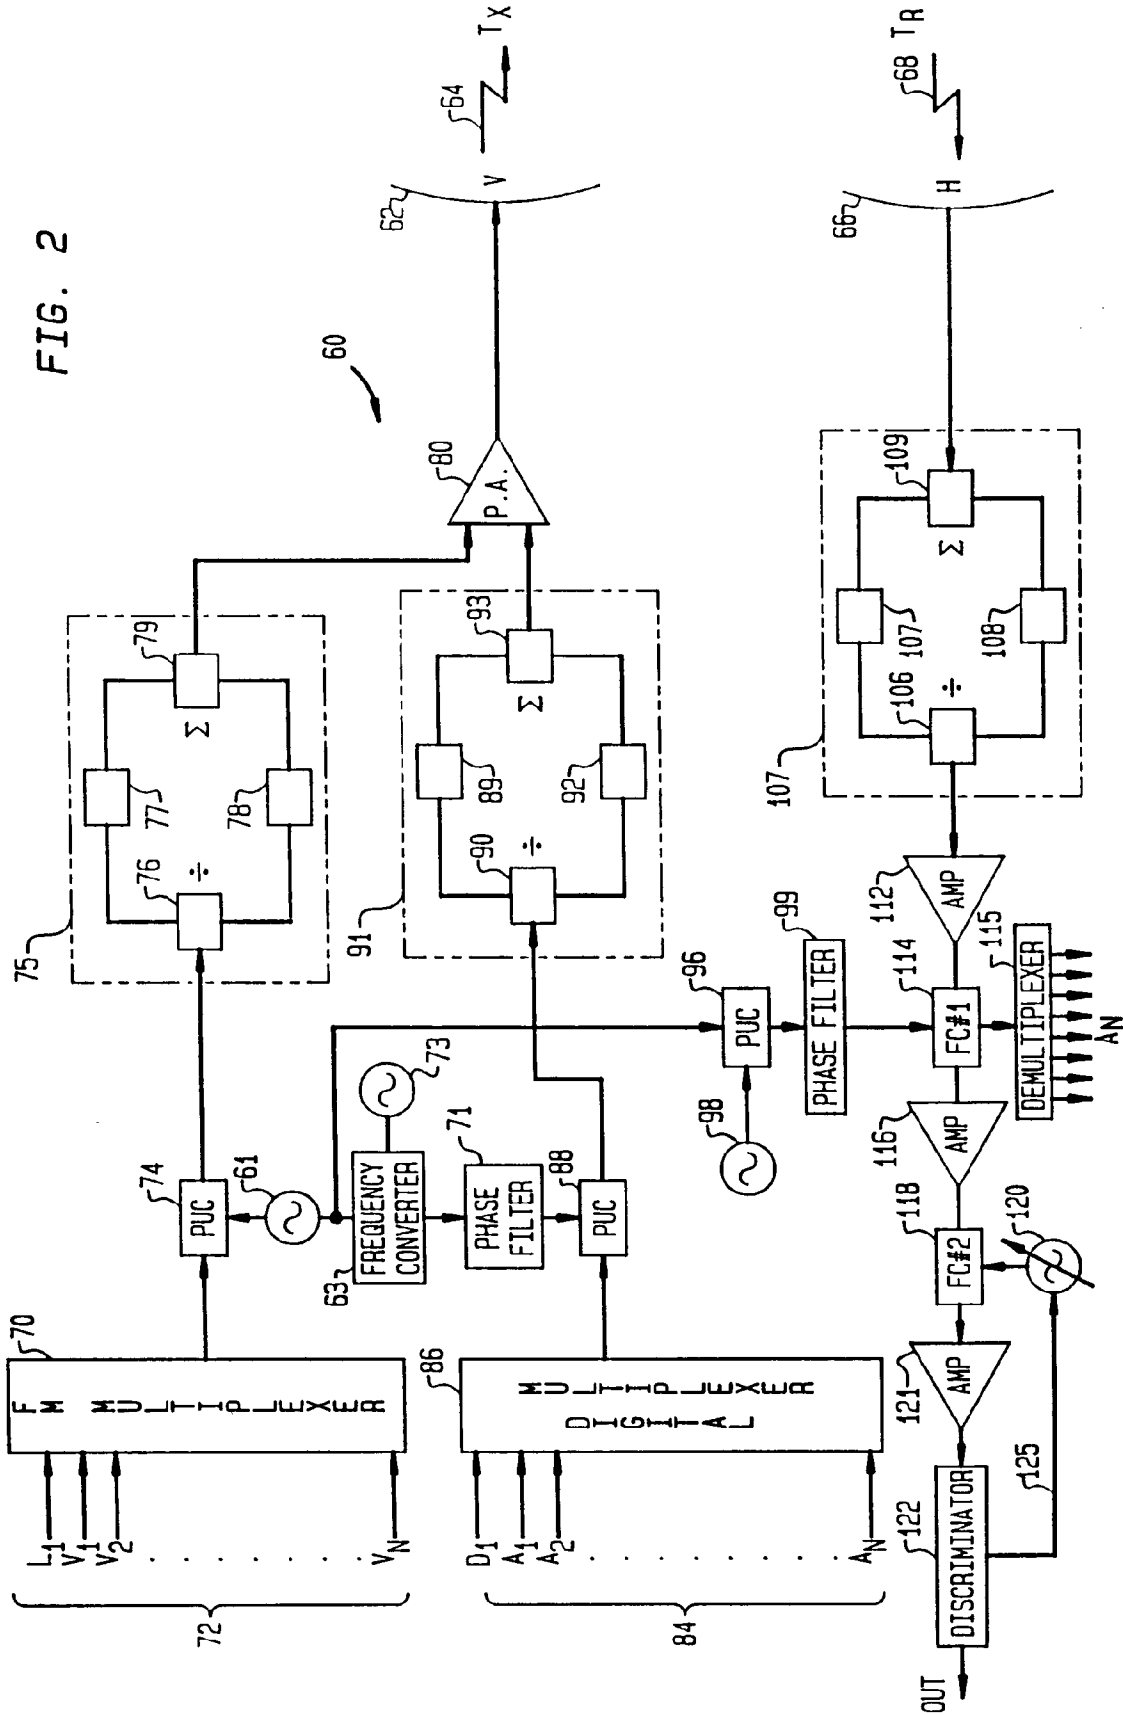 FIG. 2
60
72
L1
V1
V2
VN
70
FM MULTIPLEXER
74
PUC
61
75
76
÷
77
78
79
Σ
80
P.A.
62
V
64
TX
63
FREQUENCY CONVERTER
73
71
PHASE FILTER
88
PUC
84
D1
A1
A2
AN
86
DIGITAL MULTIPLEXER
91
90
÷
89
92
93
Σ
98
96
PUC
99
PHASE FILTER
66
H
68
TR
107
109
Σ
107
108
106
÷
112
AMP
114
FC#1
115
DEMULTIPLEXER
AN
116
AMP
118
FC#2
120
121
AMP
122
DISCRIMINATOR
125
OUT